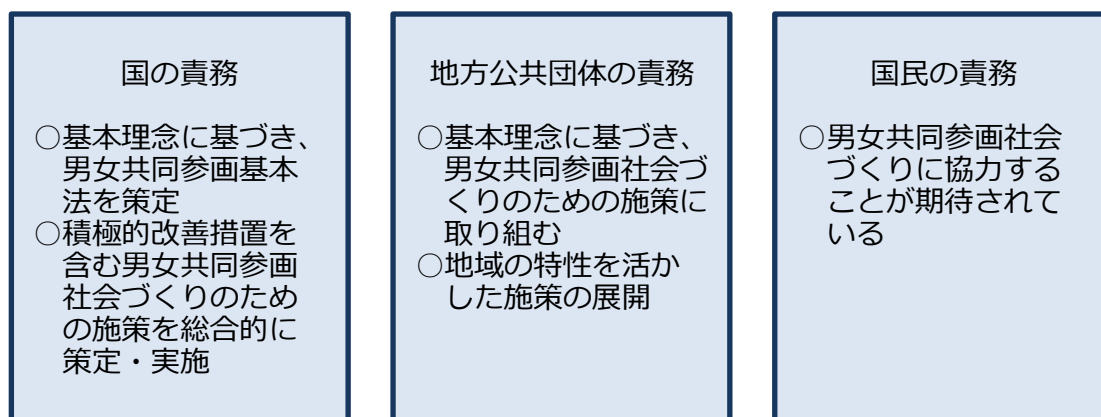 国の責務
○基本理念に基づき、
男女共同参画基本
法を策定
○積極的改善措置を
含む男女共同参画
社会づくりのため
の施策を総合的に
策定・実施
地方公共団体の責務
○基本理念に基づき、
男女共同参画社会づ
くりのための施策に
取り組む
○地域の特性を活か
した施策の展開
国民の責務
○男女共同参画社会
づくりに協力する
ことが期待されて
いる